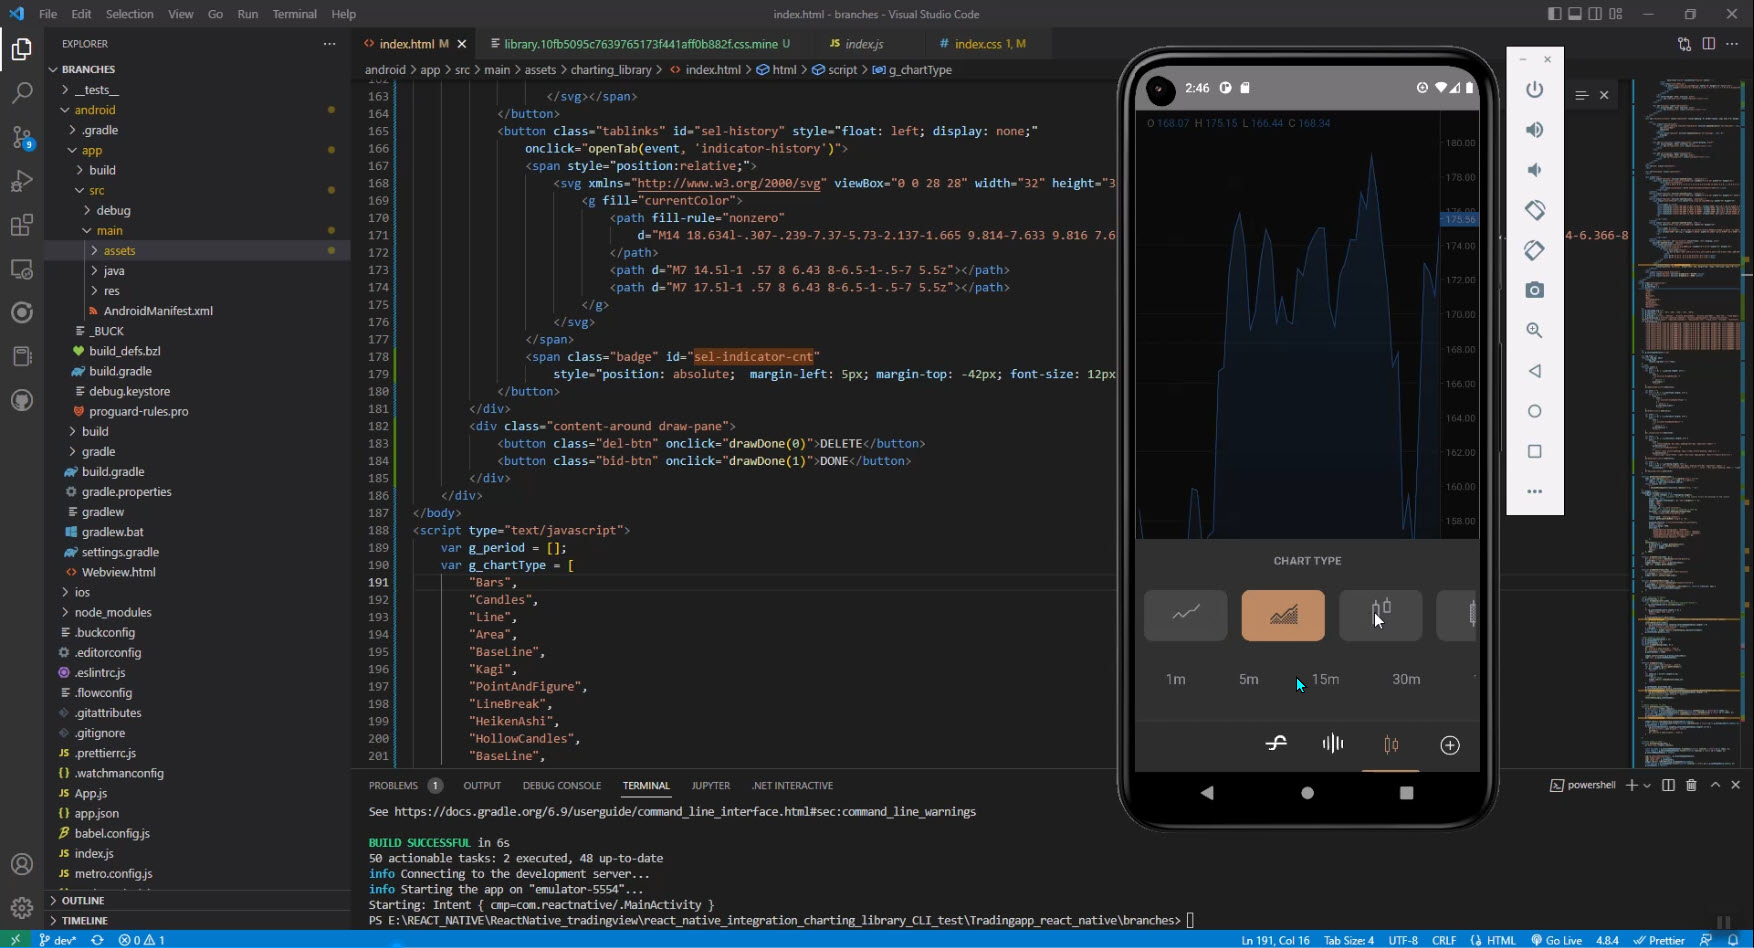 File Edit Selection View Go Run Terminal Help
index.html - branches - Visual Studio Code
EXPLORER
index.html M
library.10fb5095c7639765173f441aff0b882f.css.mine U
JS index.js
# index.css 1, M
android > app > src > main > assets > charting_library > index.html > html > script > g_chartType
BRANCHES
__tests__
android
.gradle
app
build
src
debug
main
assets
java
res
AndroidManifest.xml
_BUCK
build_defs.bzl
build.gradle
debug.keystore
proguard-rules.pro
build
gradle
build.gradle
gradle.properties
gradlew
gradlew.bat
settings.gradle
Webview.html
ios
node_modules
.buckconfig
.editorconfig
.eslintrc.js
.flowconfig
.gitattributes
.gitignore
.prettierrc.js
.watchmanconfig
App.js
app.json
babel.config.js
index.js
metro.config.js
OUTLINE
TIMELINE
163 </svg></span>
164 </button>
165 <button class="tablinks" id="sel-history" style="float: left; display: none;"
166 onclick="openTab(event, 'indicator-history')">
167 <span style="position:relative;">
168 <svg xmlns="http://www.w3.org/2000/svg" viewBox="0 0 28 28" width="32" height="3
169 <g fill="currentColor">
170 <path fill-rule="nonzero"
171 d="M14 18.634l-.307-.239-7.37-5.73-2.137-1.665 9.814-7.633 9.816 7.6
4-6.366-8
172 </path>
173 <path d="M7 14.5l-1 .57 8 6.43 8-6.5-1-.5-7 5.5z"></path>
174 <path d="M7 17.5l-1 .57 8 6.43 8-6.5-1-.5-7 5.5z"></path>
175 </g>
176 </svg>
177 </span>
178 <span class="badge" id="sel-indicator-cnt"
179 style="position: absolute; margin-left: 5px; margin-top: -42px; font-size: 12px
180 </button>
181 </div>
182 <div class="content-around draw-pane">
183 <button class="del-btn" onclick="drawDone(0)">DELETE</button>
184 <button class="bid-btn" onclick="drawDone(1)">DONE</button>
185 </div>
186 </div>
187 </body>
188 <script type="text/javascript">
189 var g_period = [];
190 var g_chartType = [
191 "Bars",
192 "Candles",
193 "Line",
194 "Area",
195 "BaseLine",
196 "Kagi",
197 "PointAndFigure",
198 "LineBreak",
199 "HeikenAshi",
200 "HollowCandles",
201 "BaseLine",
2:46
O 168.07 H 175.15 L 166.44 C 168.34
180.00
178.00
175.56
174.00
172.00
170.00
168.00
166.00
164.00
162.00
160.00
158.00
CHART TYPE
1m 5m 15m 30m
PROBLEMS 1 OUTPUT DEBUG CONSOLE TERMINAL JUPYTER .NET INTERACTIVE
powershell
See https://docs.gradle.org/6.9/userguide/command_line_interface.html#sec:command_line_warnings
BUILD SUCCESSFUL in 6s
50 actionable tasks: 2 executed, 48 up-to-date
info Connecting to the development server...
info Starting the app on "emulator-5554"...
Starting: Intent { cmp=com.reactnative/.MainActivity }
PS E:\REACT_NATIVE\ReactNative_tradingview\react_native_integration_charting_library_CLI_test\Tradingapp_react_native\branches>
dev* 0 1
Ln 191, Col 16 Tab Size: 4 UTF-8 CRLF HTML Go Live 4.8.4 Prettier